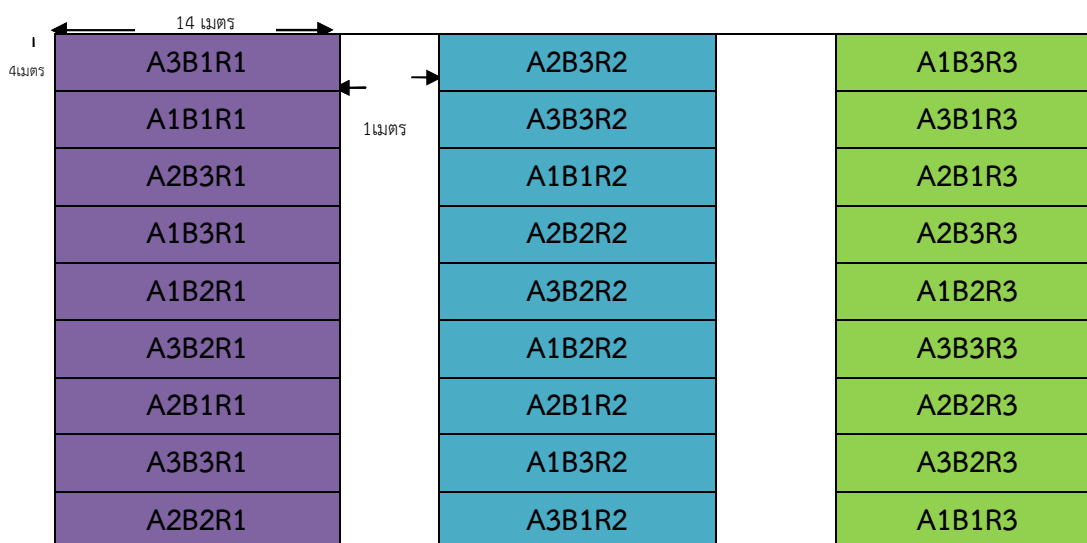 14 เมตร
4เมตร
A3B1R1 A2B3R2 A1B3R3
A1B1R1 1เมตร A3B3R2 A3B1R3
A2B3R1 A1B1R2 A2B1R3
A1B3R1 A2B2R2 A2B3R3
A1B2R1 A3B2R2 A1B2R3
A3B2R1 A1B2R2 A3B3R3
A2B1R1 A2B1R2 A2B2R3
A3B3R1 A1B3R2 A3B2R3
A2B2R1 A3B1R2 A1B1R3